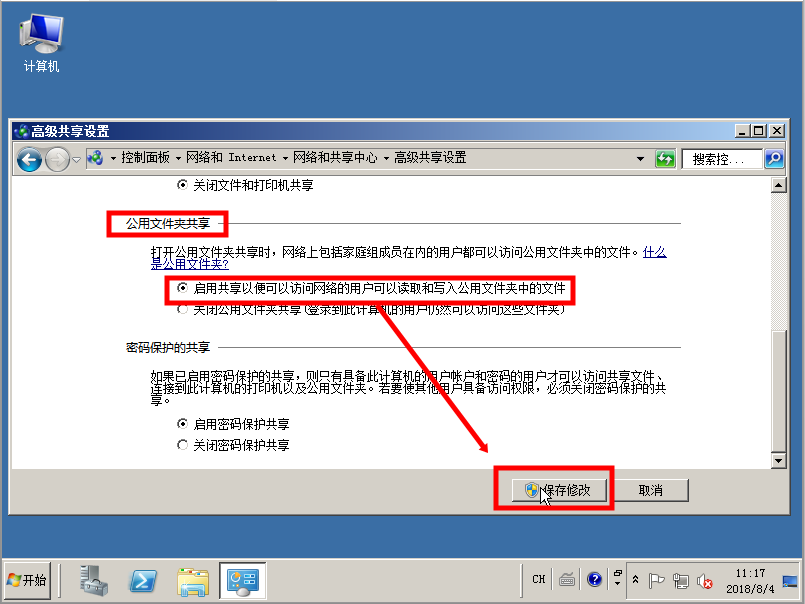 计算机
高级共享设置
控制面板 网络和 Internet 网络和共享中心 高级共享设置 搜索控...
关闭文件和打印机共享
公用文件夹共享
打开公用文件夹共享时，网络上包括家庭组成员在内的用户都可以访问公用文件夹中的文件。什么
是公用文件夹?
启用共享以便可以访问网络的用户可以读取和写入公用文件夹中的文件
关闭公用文件夹共享(登录到此计算机的用户仍然可以访问这些文件夹)
密码保护的共享
如果已启用密码保护的共享，则只有具备此计算机的用户帐户和密码的用户才可以访问共享文件、
连接到此计算机的打印机以及公用文件夹。若要使其他用户具备访问权限，必须关闭密码保护的共
享。
启用密码保护共享
关闭密码保护共享
保存修改 取消
开始 CH 11:17
2018/8/4